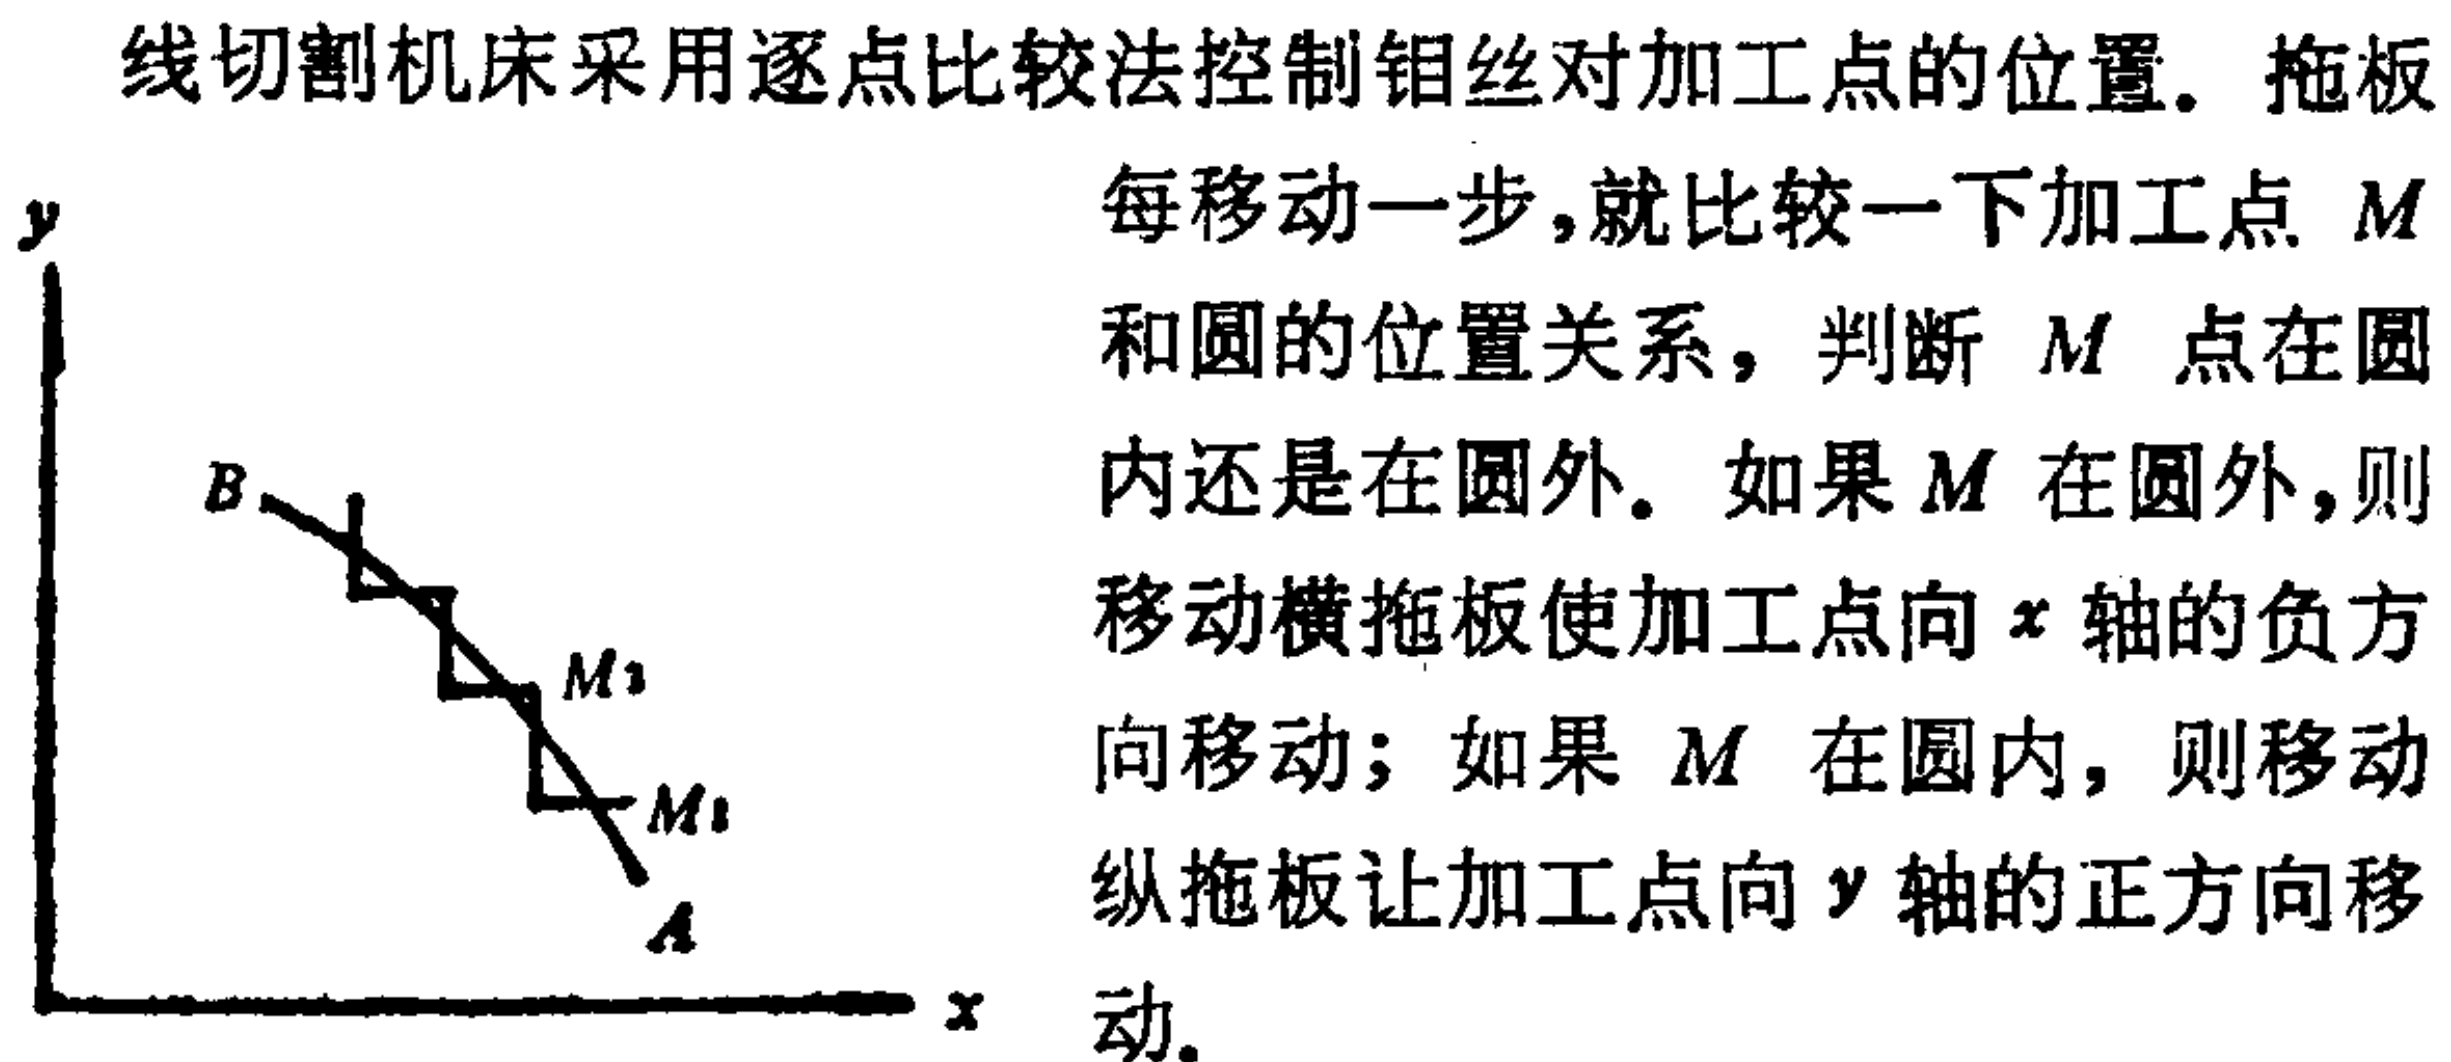 线切割机床采用逐点比较法控制钼丝对加工点的位置。拖板
每移动一步,就比较一下加工点 M
和圆的位置关系,判断 M 点在圆
内还是在圆外。如果 M 在圆外,则
移动横拖板使加工点向 x 轴的负方
向移动;如果 M 在圆内,则移动
纵拖板让加工点向 y 轴的正方向移
动.
y
B
M₂
M₁
A
x